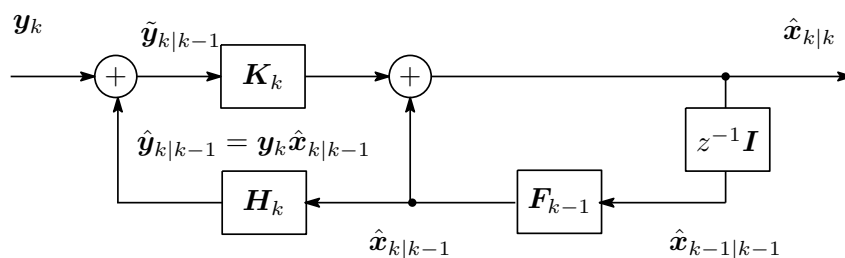 𝒚_k
ỹ_{k|k−1}
x̂_{k|k}
+
K_k
+
z^{−1}I
ŷ_{k|k−1} = y_k x̂_{k|k−1}
H_k
F_{k−1}
x̂_{k|k−1}
x̂_{k−1|k−1}